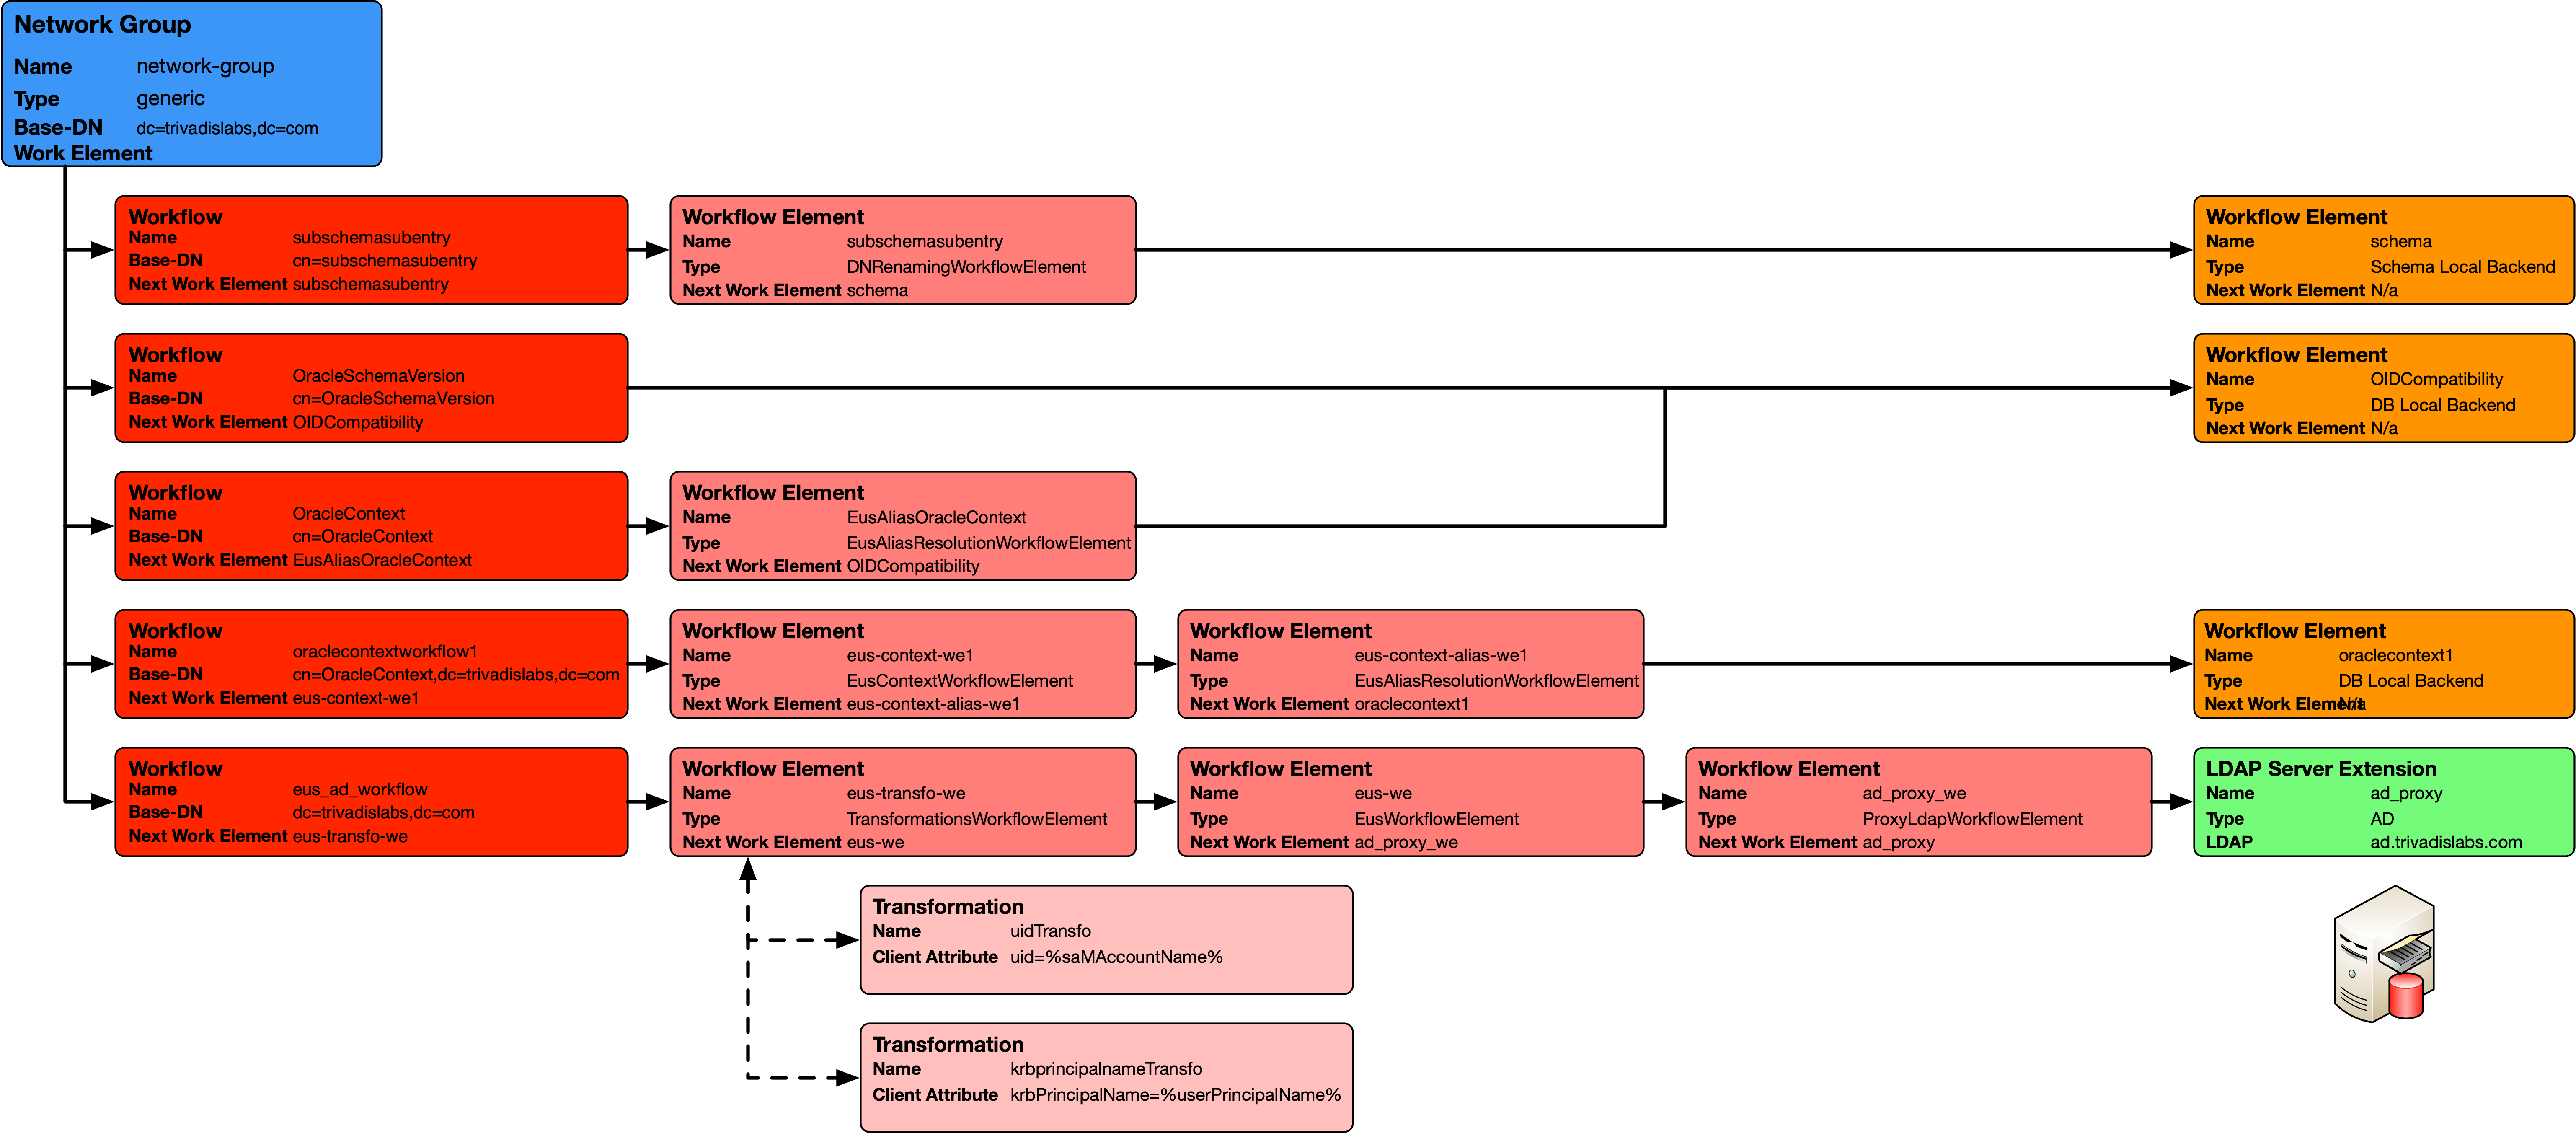 Network Group
Name network-group
Type generic
Base-DN dc=trivadislabs,dc=com
Work Element
Workflow
Name subschemasubentry
Base-DN cn=subschemasubentry
Next Work Element subschemasubentry
Workflow Element
Name subschemasubentry
Type DNRenamingWorkflowElement
Next Work Element schema
Workflow Element
Name schema
Type Schema Local Backend
Next Work Element N/a
Workflow
Name OracleSchemaVersion
Base-DN cn=OracleSchemaVersion
Next Work Element OIDCompatibility
Workflow Element
Name OIDCompatibility
Type DB Local Backend
Next Work Element N/a
Workflow
Name OracleContext
Base-DN cn=OracleContext
Next Work Element EusAliasOracleContext
Workflow Element
Name EusAliasOracleContext
Type EusAliasResolutionWorkflowElement
Next Work Element OIDCompatibility
Workflow
Name oraclecontextworkflow1
Base-DN cn=OracleContext,dc=trivadislabs,dc=com
Next Work Element eus-context-we1
Workflow Element
Name eus-context-we1
Type EusContextWorkflowElement
Next Work Element eus-context-alias-we1
Workflow Element
Name eus-context-alias-we1
Type EusAliasResolutionWorkflowElement
Next Work Element oraclecontext1
Workflow Element
Name oraclecontext1
Type DB Local Backend
Next Work Element N/a
Workflow
Name eus_ad_workflow
Base-DN dc=trivadislabs,dc=com
Next Work Element eus-transfo-we
Workflow Element
Name eus-transfo-we
Type TransformationsWorkflowElement
Next Work Element eus-we
Workflow Element
Name eus-we
Type EusWorkflowElement
Next Work Element ad_proxy_we
Workflow Element
Name ad_proxy_we
Type ProxyLdapWorkflowElement
Next Work Element ad_proxy
LDAP Server Extension
Name ad_proxy
Type AD
LDAP ad.trivadislabs.com
Transformation
Name uidTransfo
Client Attribute uid=%saMAccountName%
Transformation
Name krbprincipalnameTransfo
Client Attribute krbPrincipalName=%userPrincipalName%